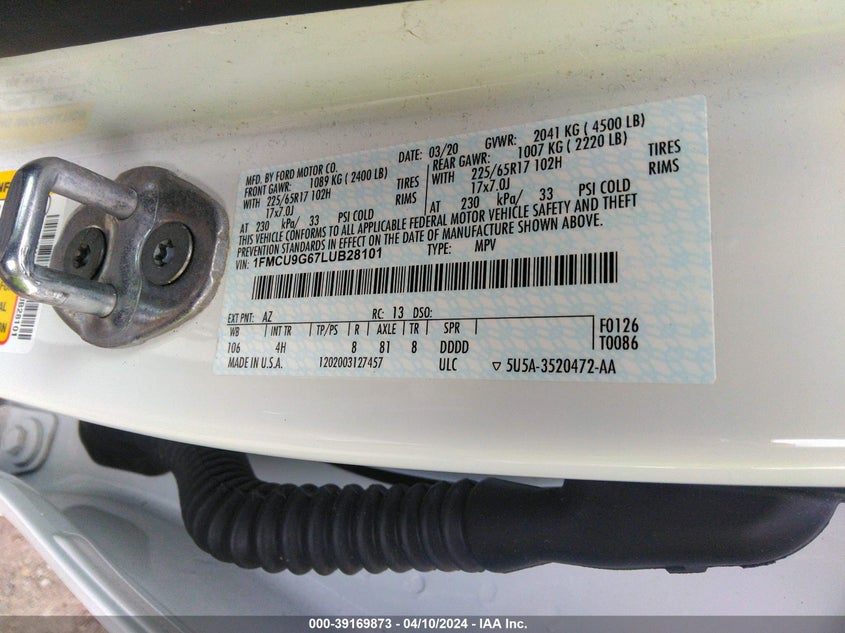 MFD. BY FORD MOTOR CO. DATE: 03/20 GVWR: 2041 KG ( 4500 LB)
FRONT GAWR: 1089 KG ( 2400 LB) REAR GAWR: 1007 KG ( 2220 LB)
WITH 225/65R17 102H TIRES WITH 225/65R17 102H TIRES
17x7.0J RIMS 17x7.0J RIMS
AT 230 kPa/ 33 PSI COLD AT 230 kPa/ 33 PSI COLD
THIS VEHICLE CONFORMS TO ALL APPLICABLE FEDERAL MOTOR VEHICLE SAFETY AND THEFT
PREVENTION STANDARDS IN EFFECT ON THE DATE OF MANUFACTURE SHOWN ABOVE.
VIN: 1FMCU9G67LUB28101 TYPE: MPV
EXT PNT: AZ RC: 13 DSO:
WB INT TR TP/PS R AXLE TR SPR F0126
106 4H 8 81 8 DDDD T0086
MADE IN U.S.A. 1202003127457 ULC ▽ 5U5A-3520472-AA
B28101
000-39169873 - 04/10/2024 - IAA Inc.